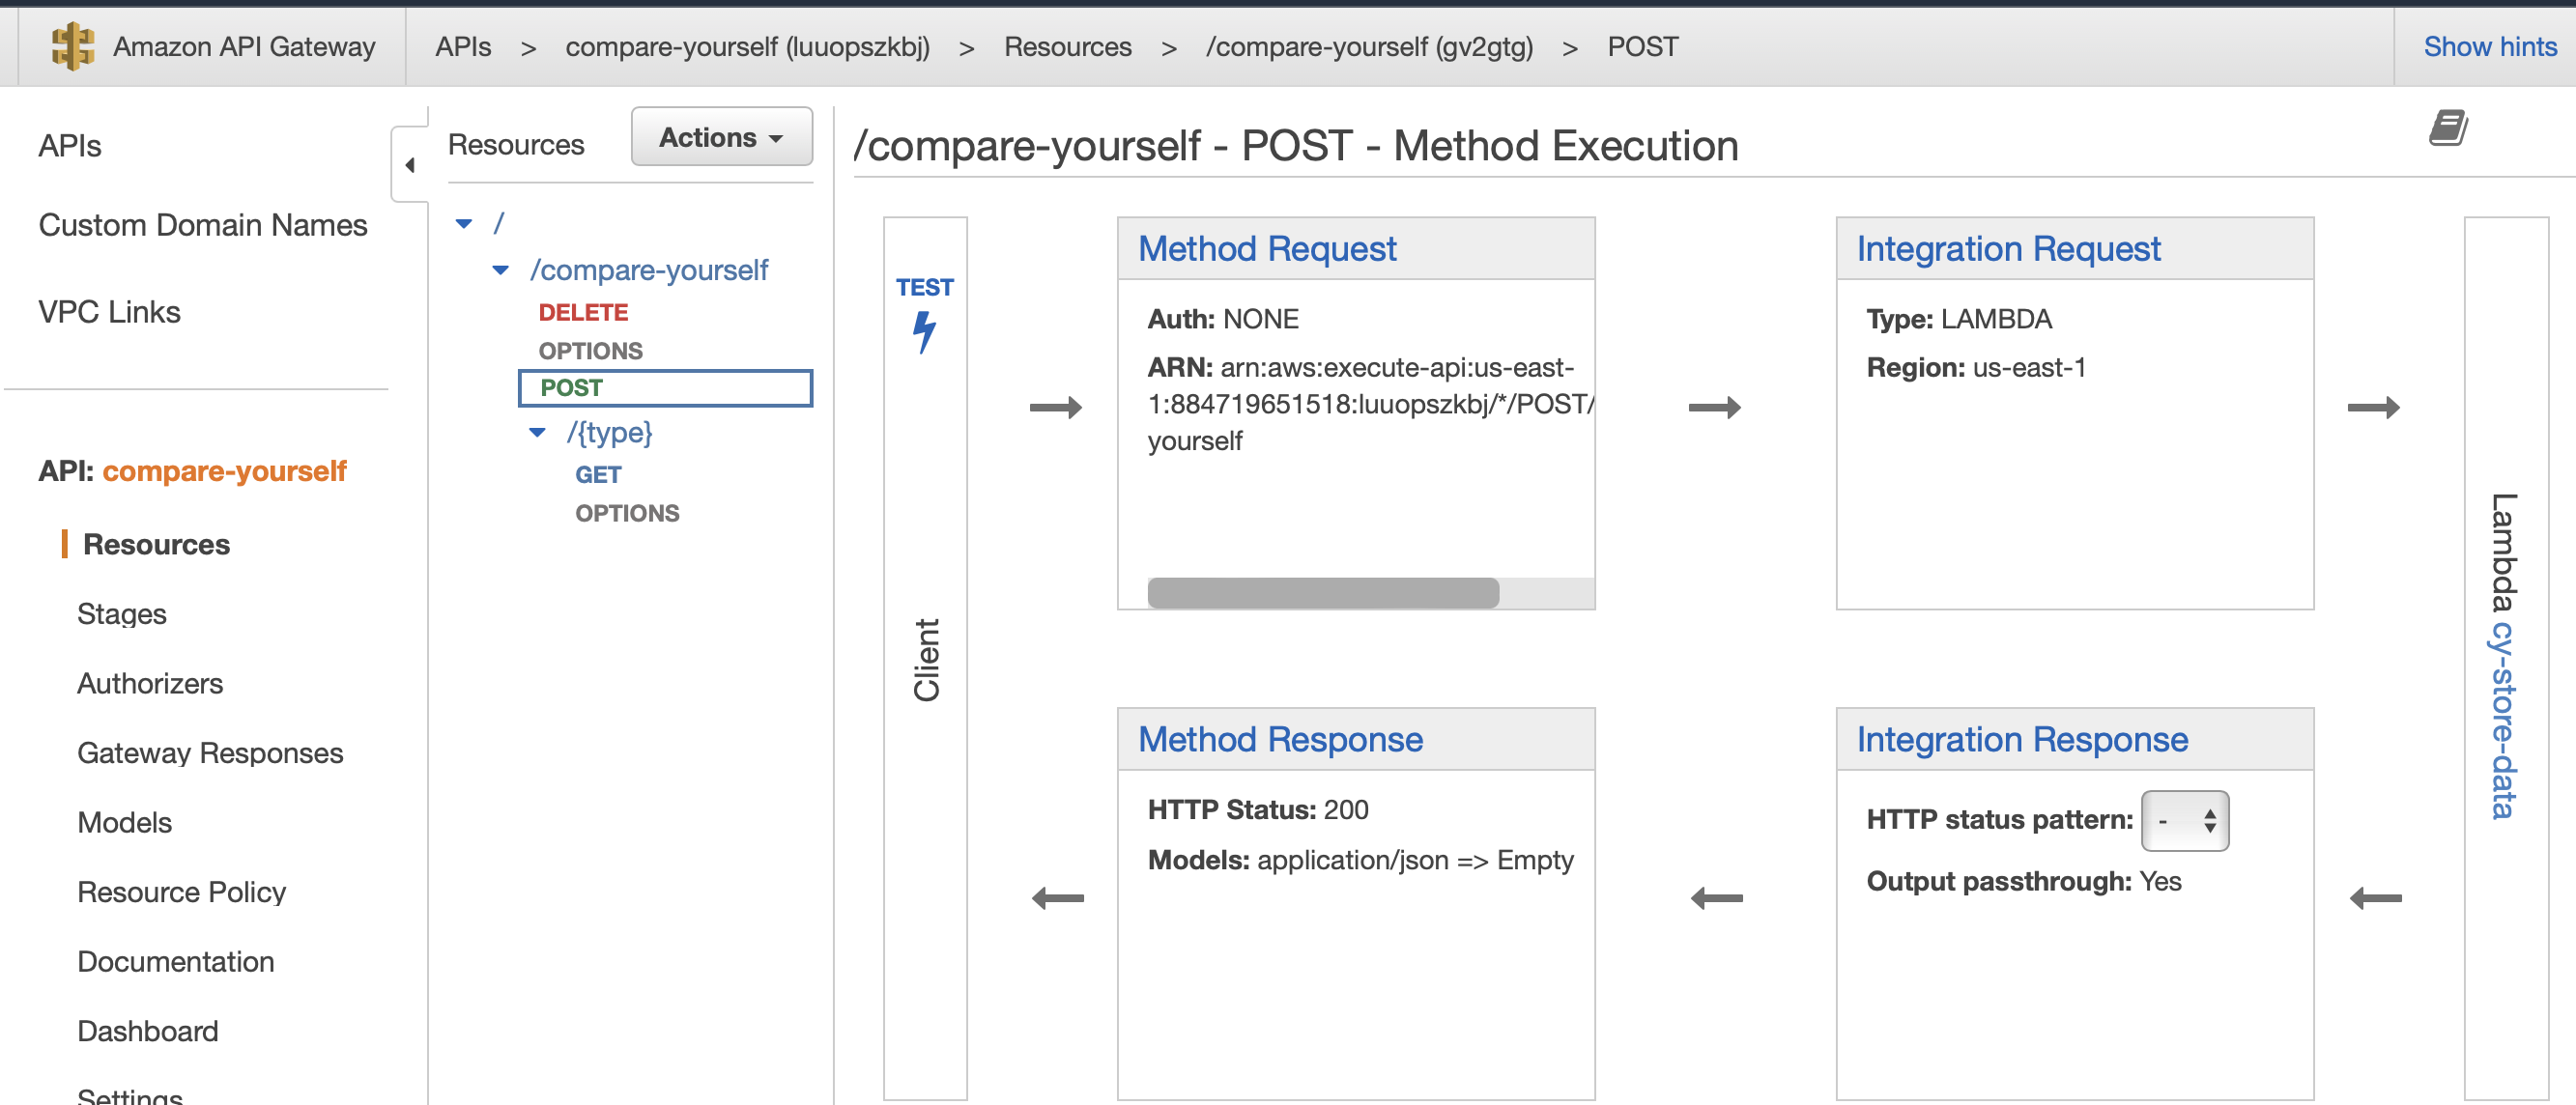 Amazon API Gateway
APIs > compare-yourself (luuopszkbj) > Resources > /compare-yourself (gv2gtg) > POST
Show hints
APIs
Custom Domain Names
VPC Links
API: compare-yourself
Resources
Stages
Authorizers
Gateway Responses
Models
Resource Policy
Documentation
Dashboard
Settings
Resources
Actions
/
/compare-yourself
DELETE
OPTIONS
POST
/{type}
GET
OPTIONS
/compare-yourself - POST - Method Execution
TEST
Client
Method Request
Auth: NONE
ARN: arn:aws:execute-api:us-east-
1:884719651518:luuopszkbj/*/POST/
yourself
Integration Request
Type: LAMBDA
Region: us-east-1
Lambda cy-store-data
Method Response
HTTP Status: 200
Models: application/json => Empty
Integration Response
HTTP status pattern: -
Output passthrough: Yes